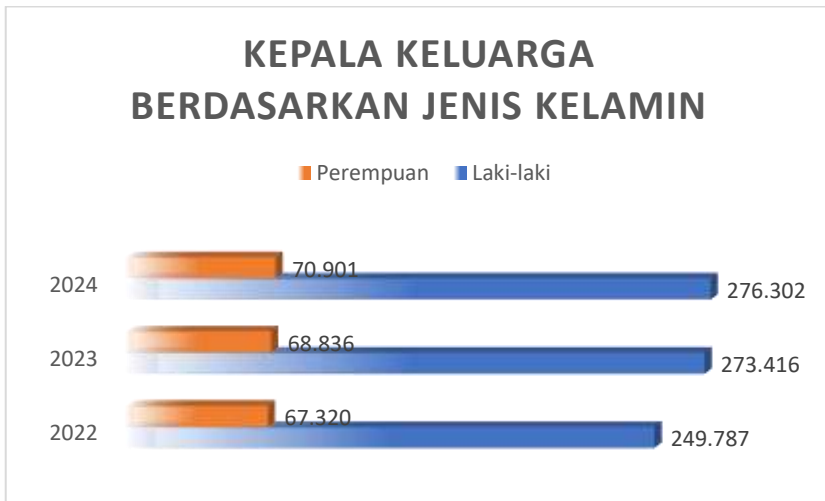 KEPALA KELUARGA
BERDASARKAN JENIS KELAMIN
Perempuan Laki-laki
2024 70.901 276.302
2023 68.836 273.416
2022 67.320 249.787